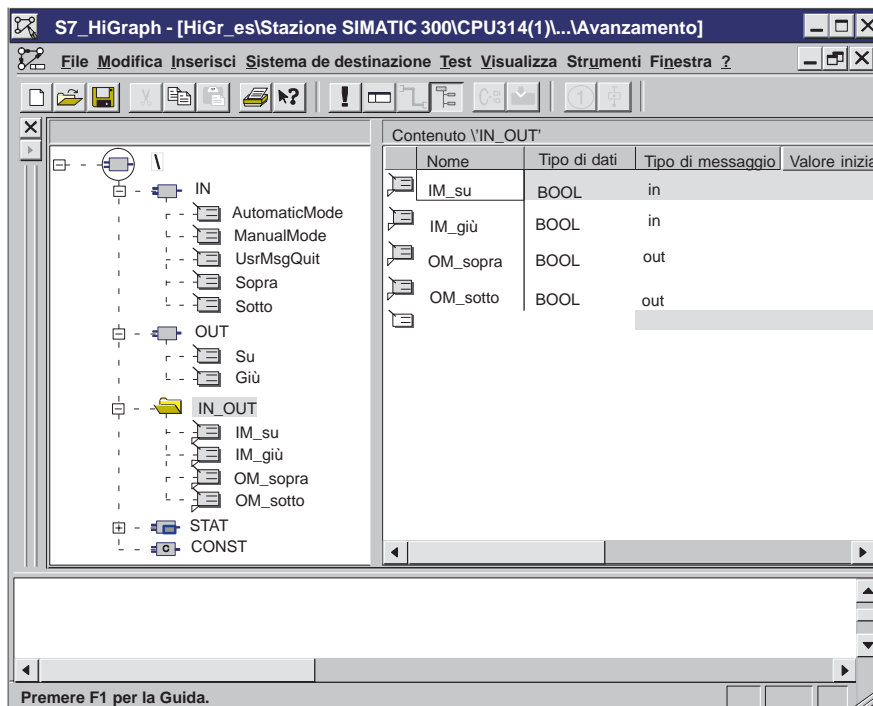 S7_HiGraph - [HiGr_es\Stazione SIMATIC 300\CPU314(1)\...\Avanzamento]
File Modifica Inserisci Sistema de destinazione Test Visualizza Strumenti Finestra ?
Contenuto \'IN_OUT'
Nome Tipo di dati Tipo di messaggio Valore inizia
IM_su BOOL in
IM_giù BOOL in
OM_sopra BOOL out
OM_sotto BOOL out
\
IN
AutomaticMode
ManualMode
UsrMsgQuit
Sopra
Sotto
OUT
Su
Giù
IN_OUT
IM_su
IM_giù
OM_sopra
OM_sotto
STAT
CONST
Premere F1 per la Guida.